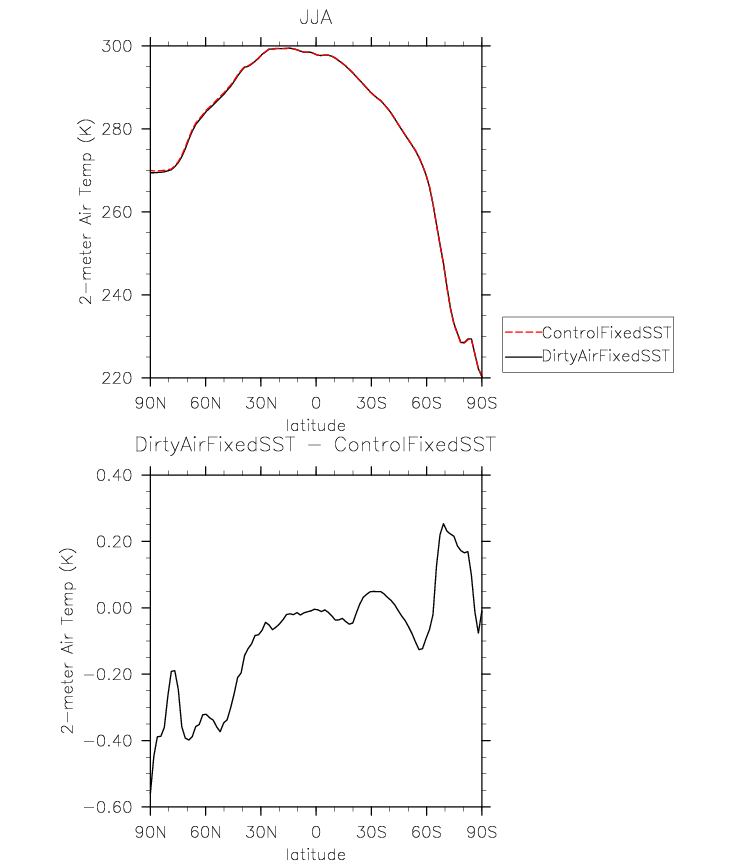 JJA
300
280
260
240
220
2-meter Air Temp (K)
90N 60N 30N 0 30S 60S 90S
latitude
ControlFixedSST
DirtyAirFixedSST
DirtyAirFixedSST - ControlFixedSST
0.40
0.20
0.00
-0.20
-0.40
-0.60
2-meter Air Temp (K)
90N 60N 30N 0 30S 60S 90S
latitude